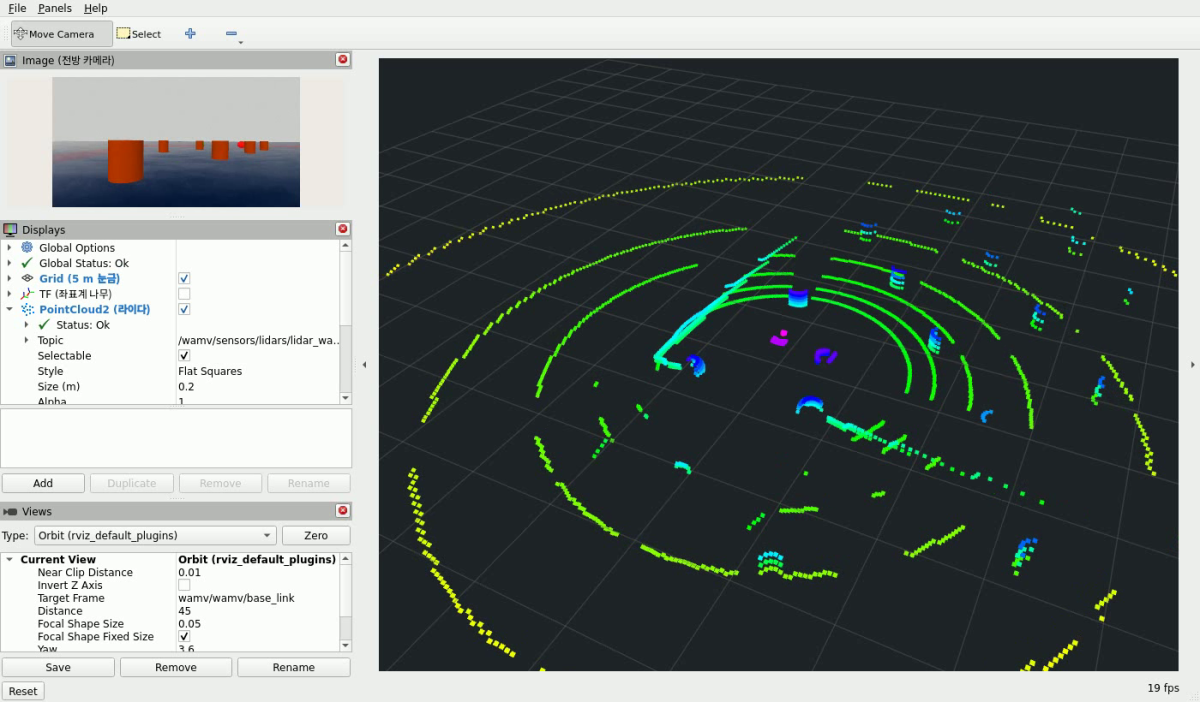 File Panels Help
Move Camera Select
Image (전방 카메라)
Displays
Global Options
Global Status: Ok
Grid (5 m 눈금)
TF (좌표계 나무)
PointCloud2 (라이다)
Status: Ok
Topic /wamv/sensors/lidars/lidar_wa...
Selectable
Style Flat Squares
Size (m) 0.2
Alpha 1
Add Duplicate Remove Rename
Views
Type: Orbit (rviz_default_plugins) Zero
Current View Orbit (rviz_default_plugins)
Near Clip Distance 0.01
Invert Z Axis
Target Frame wamv/wamv/base_link
Distance 45
Focal Shape Size 0.05
Focal Shape Fixed Size
Yaw 3.6
Save Remove Rename
Reset
19 fps